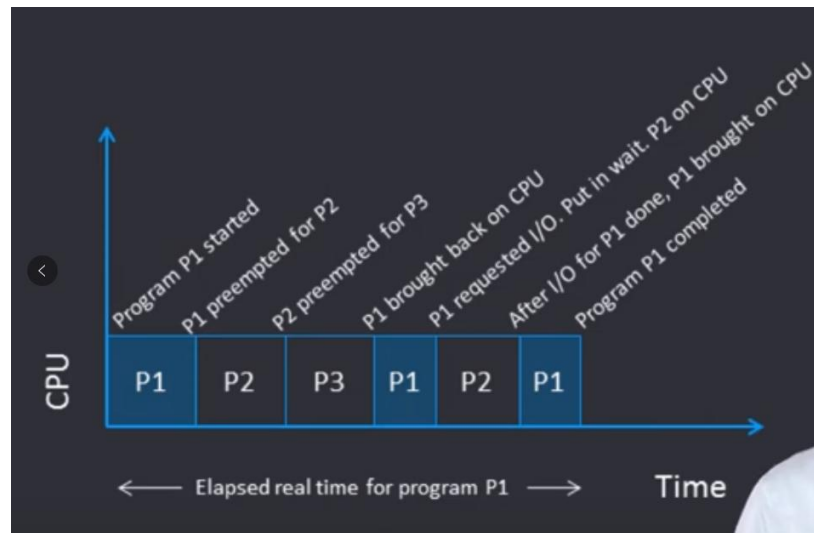 Program P1 started
P1 preempted for P2
P2 preempted for P3
P1 brought back on CPU
P1 requested I/O. Put in wait. P2 on CPU
After I/O for P1 done, P1 brought on CPU
Program P1 completed
CPU
P1
P2
P3
P1
P2
P1
Elapsed real time for program P1
Time